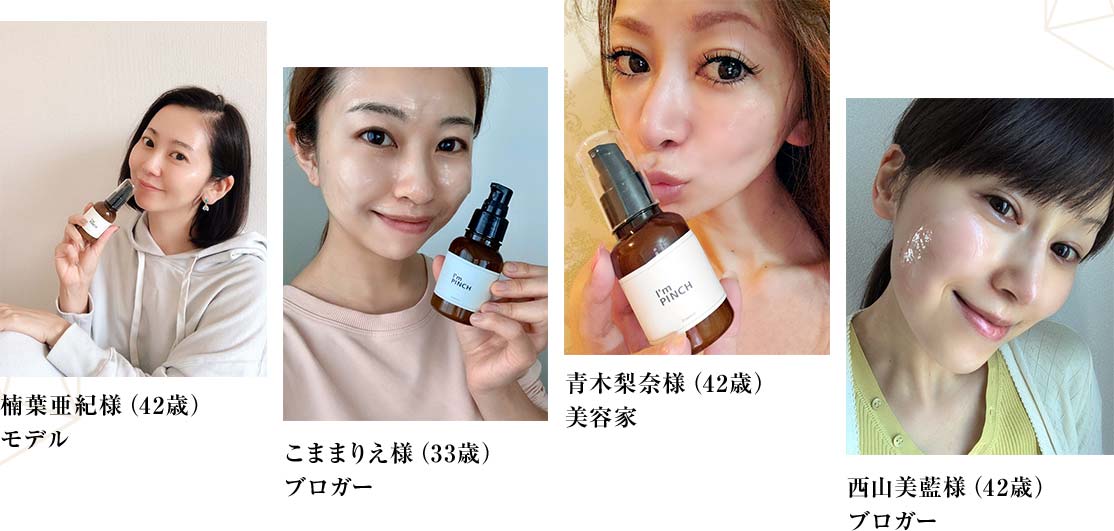 I'm
PINCH
I'm
PINCH
楠葉亜紀様（42歳）
モデル
こままりえ様（33歳）
ブロガー
青木梨奈様（42歳）
美容家
西山美藍様（42歳）
ブロガー